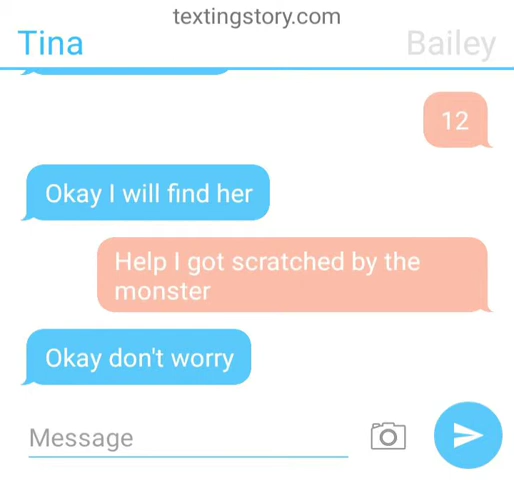 textingstory.com
Tina
Bailey
12
Okay I will find her
Help I got scratched by the
monster
Okay don't worry
Message